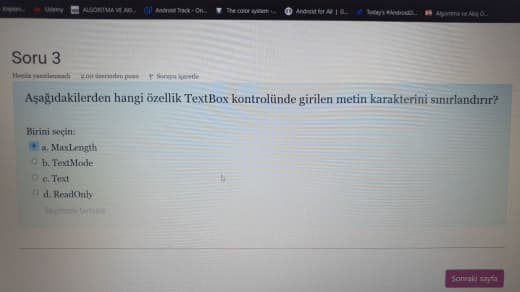 Udemy
ALGORİTMA VE AKI...
Android Track - On...
The color system -...
Android for All | G...
Today's #Android1...
Algoritma ve Akış D...
Soru 3
Henüz yanıtlanmadı 2,00 üzerinden puan Soruyu işaretle
Aşağıdakilerden hangi özellik TextBox kontrolünde girilen metin karakterini sınırlandırır?
Birini seçin:
a. MaxLength
b. TextMode
c. Text
d. ReadOnly
Seçimimi temizle
Sonraki sayfa